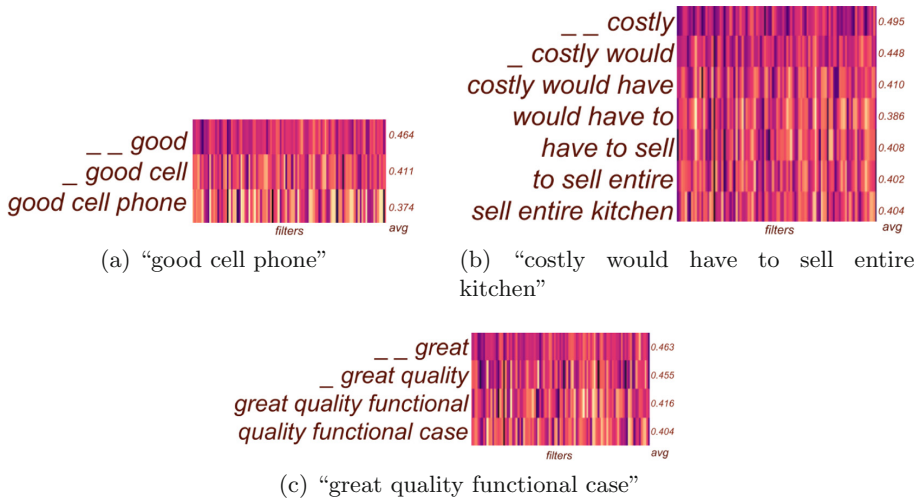 _ _ good 0.464
_ good cell 0.411
good cell phone 0.374
filters avg
(a) “good cell phone”
_ _ costly 0.495
_ costly would 0.448
costly would have 0.410
would have to 0.386
have to sell 0.408
to sell entire 0.402
sell entire kitchen 0.404
filters avg
(b) “costly would have to sell entire
kitchen”
_ _ great 0.463
_ great quality 0.455
great quality functional 0.416
quality functional case 0.404
filters avg
(c) “great quality functional case”